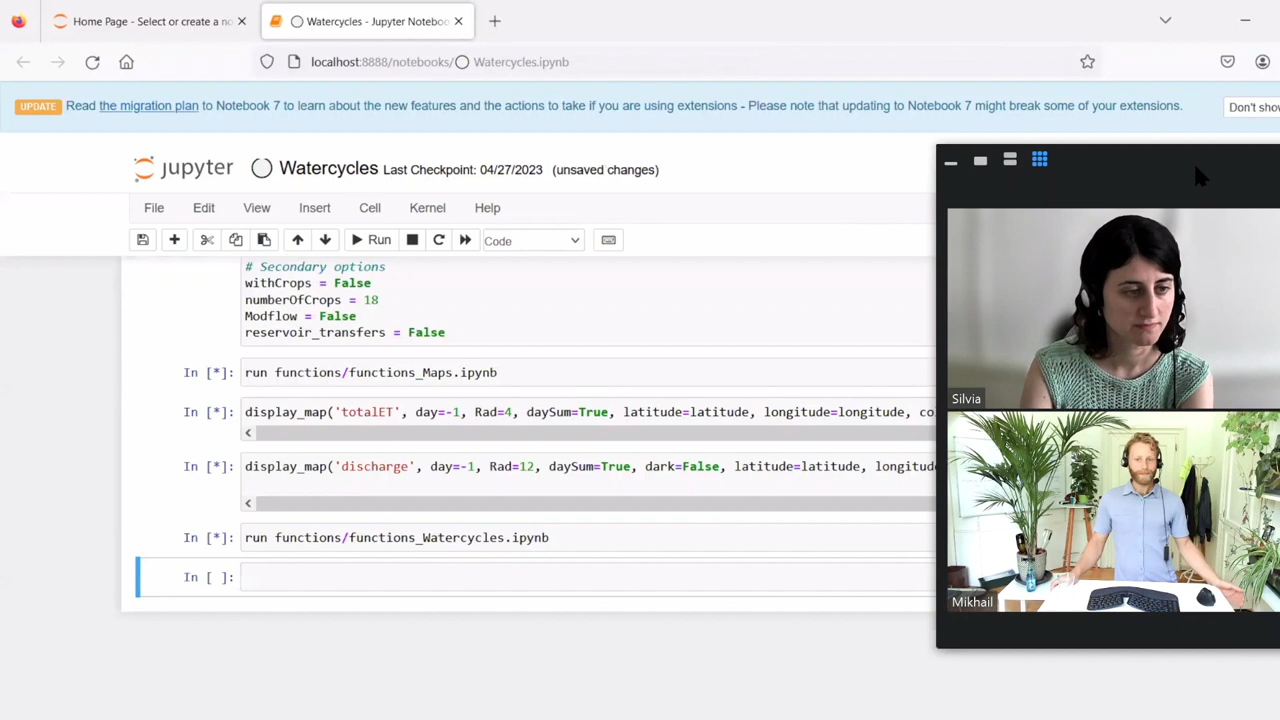 Home Page - Select or create a no
Watercycles - Jupyter Noteboo
localhost:8888/notebooks/ Watercycles.ipynb
UPDATE Read the migration plan to Notebook 7 to learn about the new features and the actions to take if you are using extensions - Please note that updating to Notebook 7 might break some of your extensions. Don't show
jupyter Watercycles Last Checkpoint: 04/27/2023 (unsaved changes)
File Edit View Insert Cell Kernel Help
Run Code
# Secondary options
withCrops = False
numberOfCrops = 18
Modflow = False
reservoir_transfers = False
In [*]: run functions/functions_Maps.ipynb
In [*]: display_map('totalET', day=-1, Rad=4, daySum=True, latitude=latitude, longitude=longitude, co
In [*]: display_map('discharge', day=-1, Rad=12, daySum=True, dark=False, latitude=latitude, longitu
In [*]: run functions/functions_Watercycles.ipynb
In [ ]:
Silvia
Mikhail